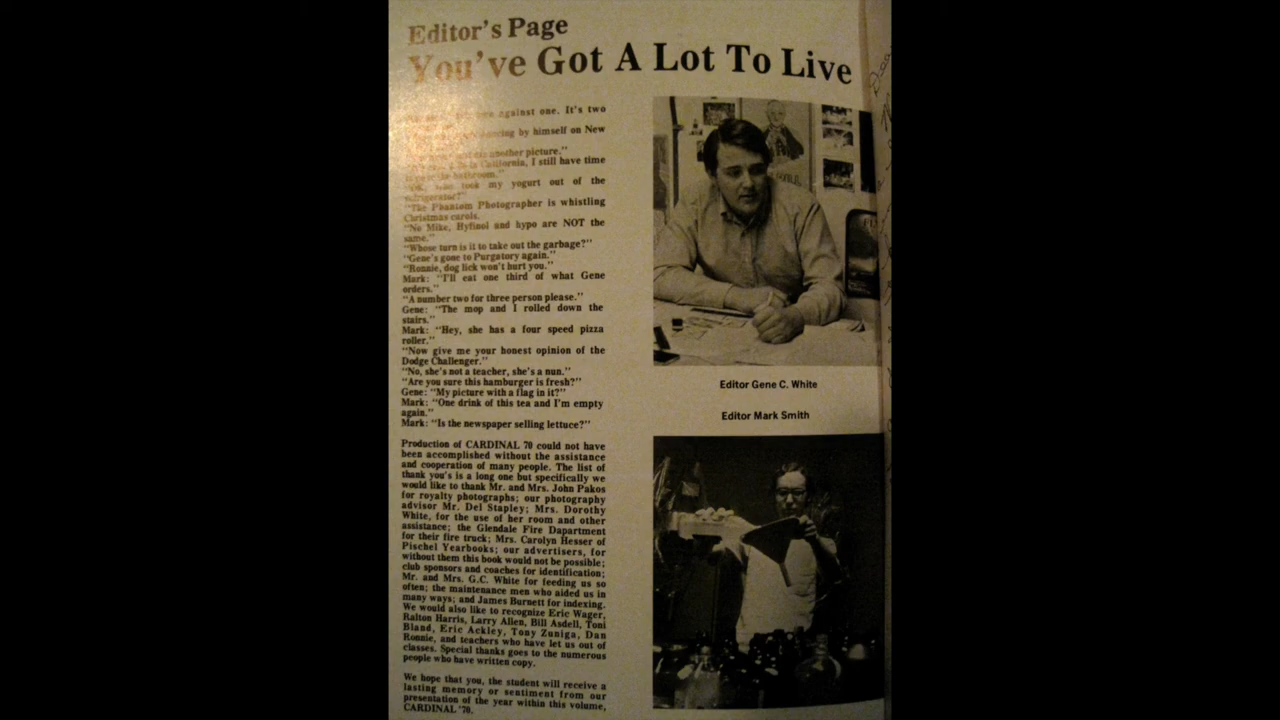 Editor's Page
You've Got A Lot To Live
against one. It's two
by himself on New
another picture."
California, I still have time
bathroom."
took my yogurt out of the
refrigerator?"
"The Phantom Photographer is whistling
Christmas carols.
"No Mike, Hyfinol and hypo are NOT the
same."
"Whose turn is it to take out the garbage?"
"Gene's gone to Purgatory again."
"Ronnie, dog lick won't hurt you."
Mark: "I'll eat one third of what Gene
orders."
"A number two for three person please."
Gene: "The mop and I rolled down the
stairs."
Mark: "Hey, she has a four speed pizza
roller."
"Now give me your honest opinion of the
Dodge Challenger."
"No, she's not a teacher, she's a nun."
"Are you sure this hamburger is fresh?"
Gene: "My picture with a flag in it?"
Mark: "One drink of this tea and I'm empty
again."
Mark: "Is the newspaper selling lettuce?"
Production of CARDINAL 70 could not have
been accomplished without the assistance
and cooperation of many people. The list of
thank you's is a long one but specifically we
would like to thank Mr. and Mrs. John Pakos
for royalty photographs; our photography
advisor Mr. Del Stapley; Mrs. Dorothy
White, for the use of her room and other
assistance; the Glendale Fire Dapartment
for their fire truck; Mrs. Carolyn Hesser of
Pischel Yearbooks; our advertisers, for
without them this book would not be possible;
club sponsors and coaches for identification;
Mr. and Mrs. G.C. White for feeding us so
often; the maintenance men who aided us in
many ways; and James Burnett for indexing.
We would also like to recognize Eric Wager,
Ralton Harris, Larry Allen, Bill Asdell, Toni
Bland, Eric Ackley, Tony Zuniga, Dan
Ronnie, and teachers who have let us out of
classes. Special thanks goes to the numerous
people who have written copy.
We hope that you, the student will receive a
lasting memory or sentiment from our
presentation of the year within this volume,
CARDINAL '70.
Editor Gene C. White
Editor Mark Smith